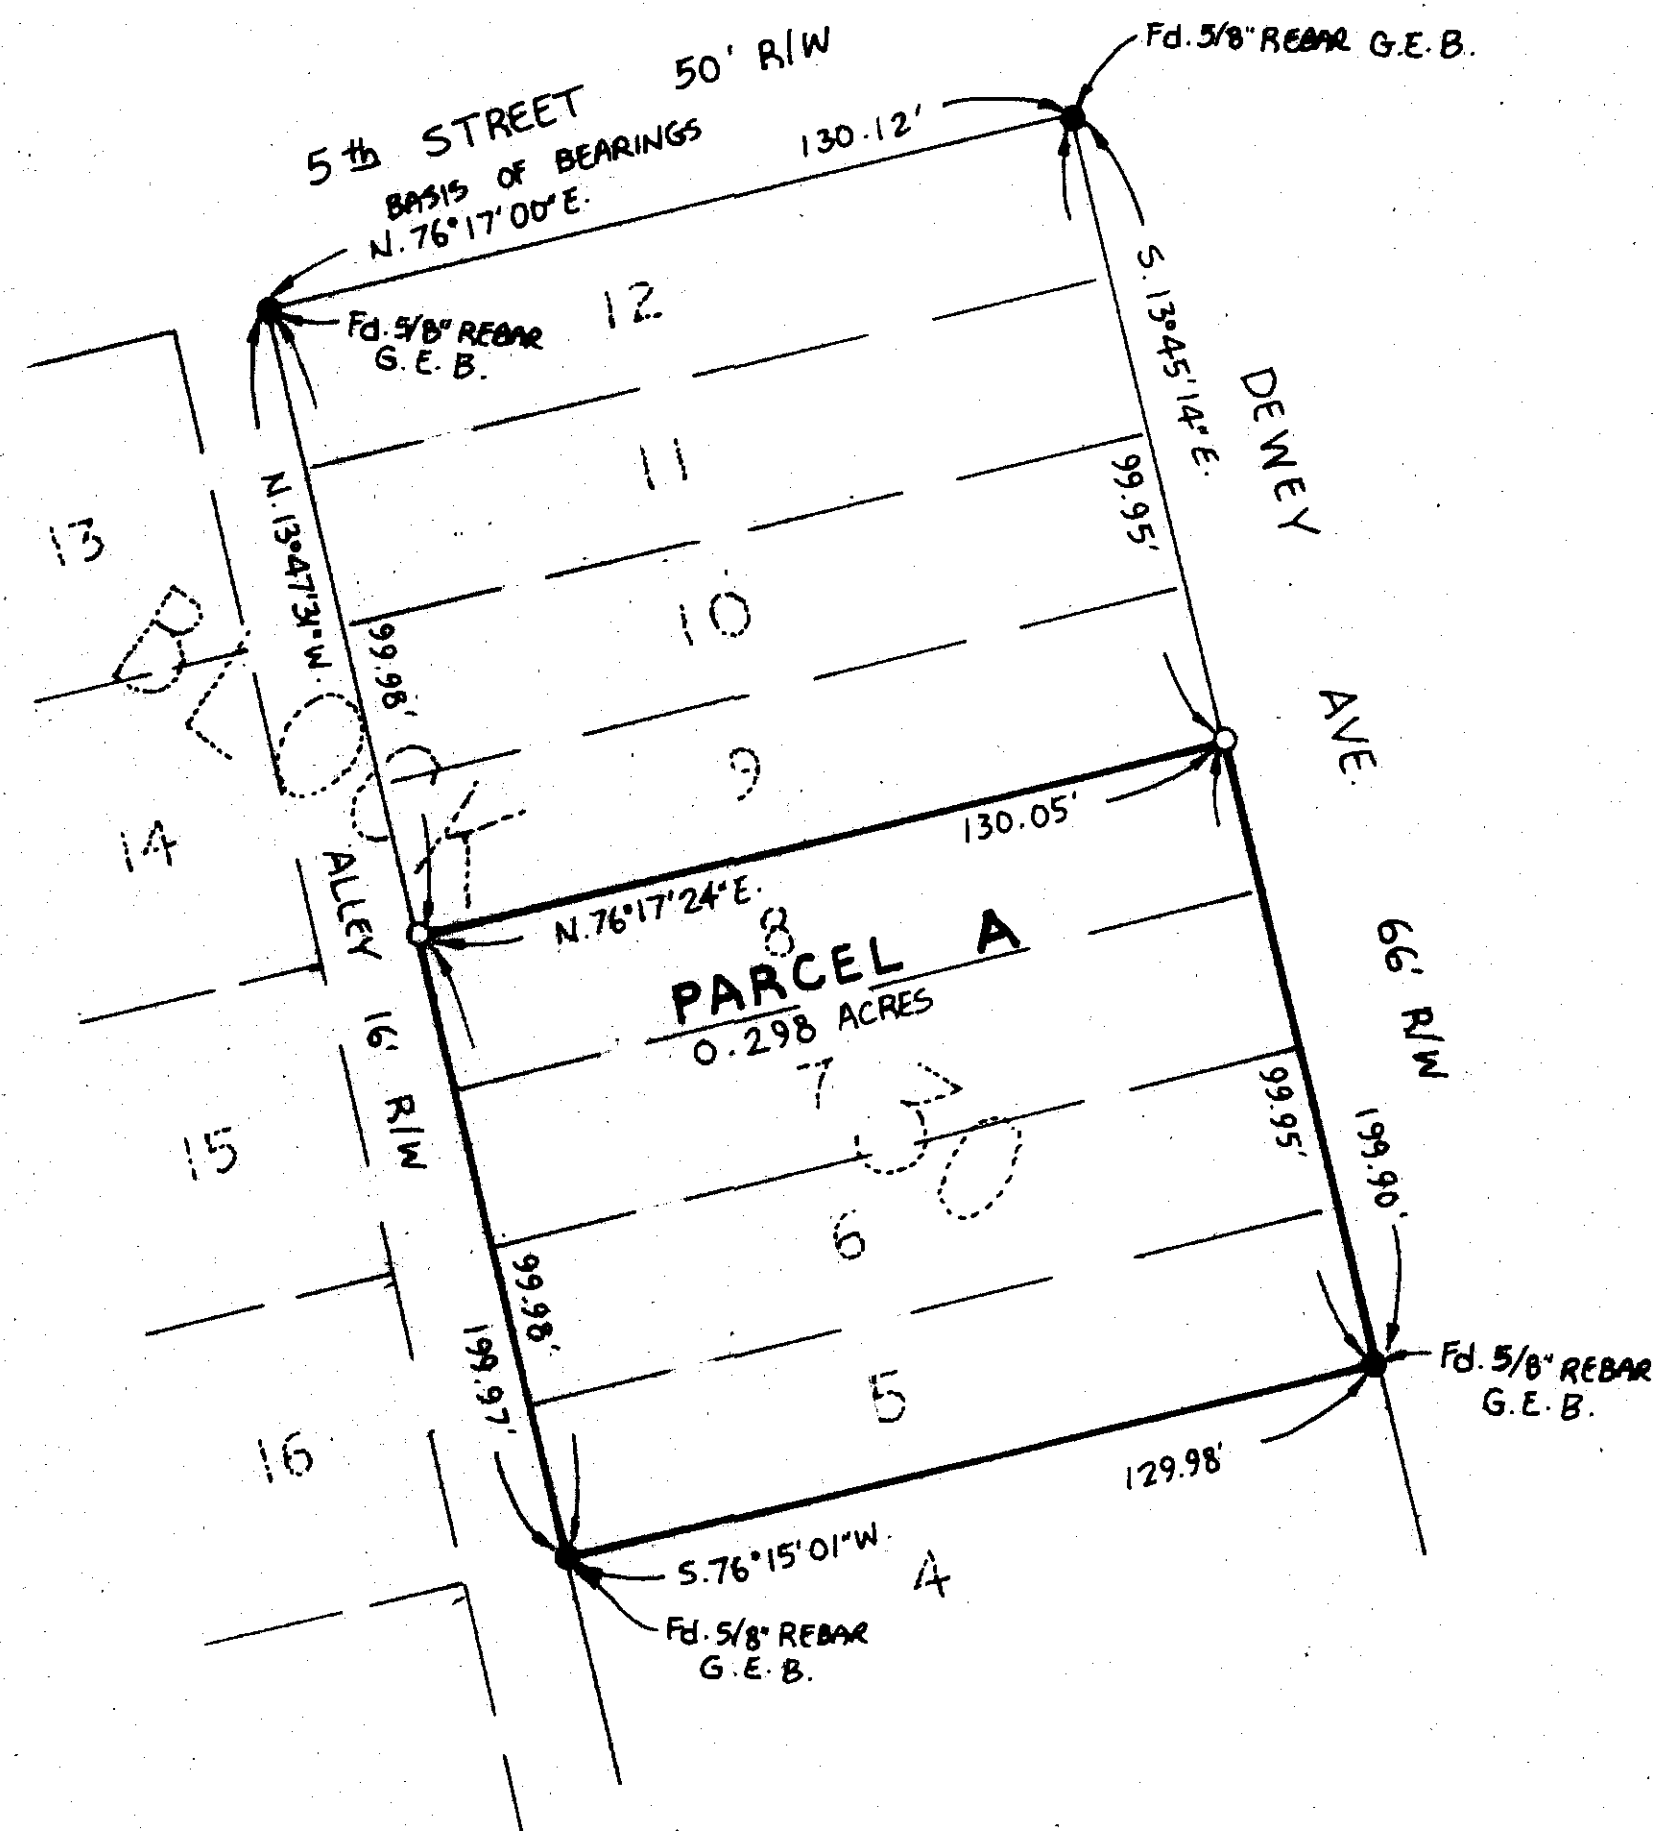 Fd. 5/8" REBAR G.E.B.
5th STREET 50' R/W
BASIS OF BEARINGS
N.76°17'00"E.
130.12'
Fd. 5/8" REBAR
G.E.B.
12
S.13°45'14"E.
99.95'
DEWEY AVE. 66' R/W
11
N.13°47'31"W.
99.98'
13
10
BLOCK 30
9
14
130.05'
N.76°17'24"E.
ALLEY 16' R/W
8
PARCEL A
0.298 ACRES
7
15
99.95'
199.90'
6
99.98'
199.97'
5
Fd. 5/8" REBAR
G.E.B.
16
129.98'
S.76°15'01"W.
4
Fd. 5/8" REBAR
G.E.B.